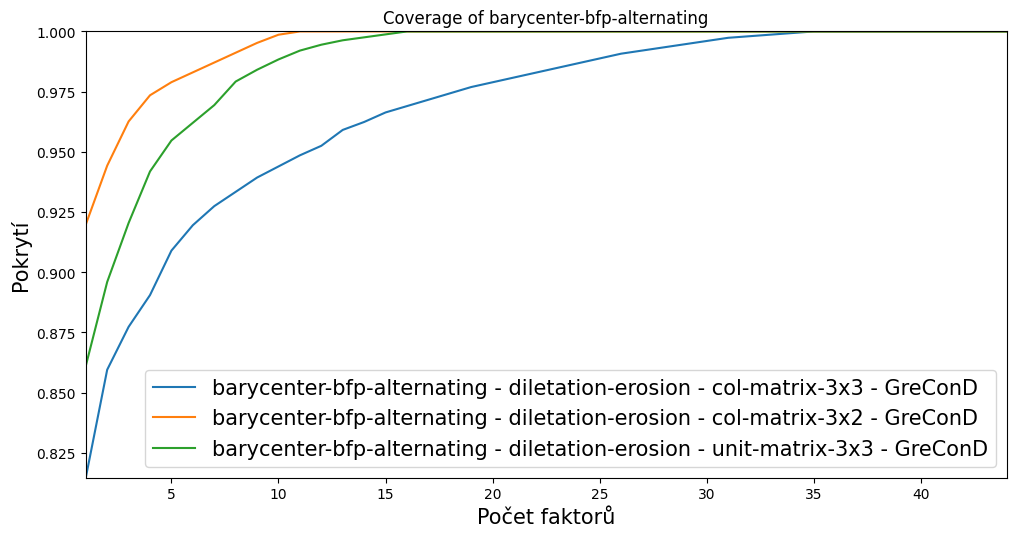 Coverage of barycenter-bfp-alternating
1.000
0.975
0.950
0.925
0.900
0.875
0.850
0.825
Pokrytí
barycenter-bfp-alternating - diletation-erosion - col-matrix-3x3 - GreConD
barycenter-bfp-alternating - diletation-erosion - col-matrix-3x2 - GreConD
barycenter-bfp-alternating - diletation-erosion - unit-matrix-3x3 - GreConD
5 10 15 20 25 30 35 40
Počet faktorů